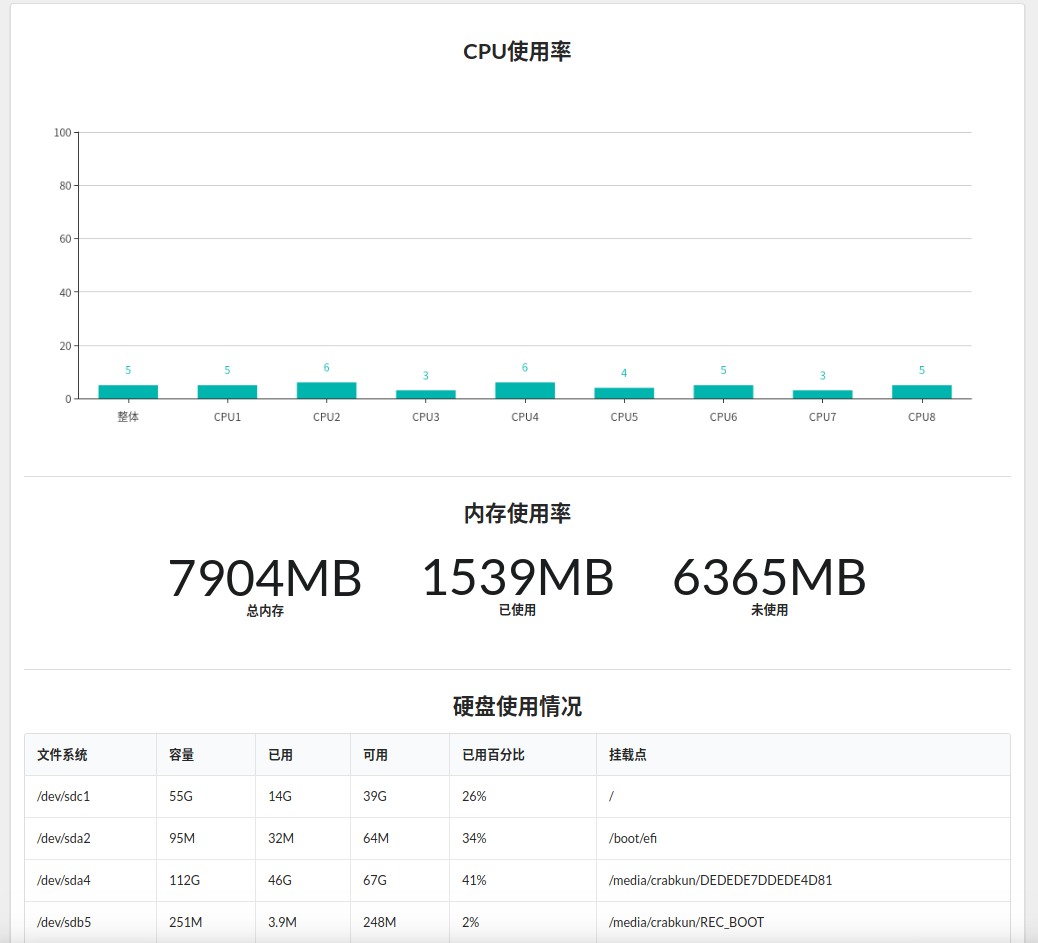 CPU使用率
100
80
60
40
20
0
5 5 6 3 6 4 5 3 5
整体 CPU1 CPU2 CPU3 CPU4 CPU5 CPU6 CPU7 CPU8
内存使用率
7904MB 1539MB 6365MB
总内存 已使用 未使用
硬盘使用情况
文件系统 容量 已用 可用 已用百分比 挂载点
/dev/sdc1 55G 14G 39G 26% /
/dev/sda2 95M 32M 64M 34% /boot/efi
/dev/sda4 112G 46G 67G 41% /media/crabkun/DEDEDE7DDEDE4D81
/dev/sdb5 251M 3.9M 248M 2% /media/crabkun/REC_BOOT